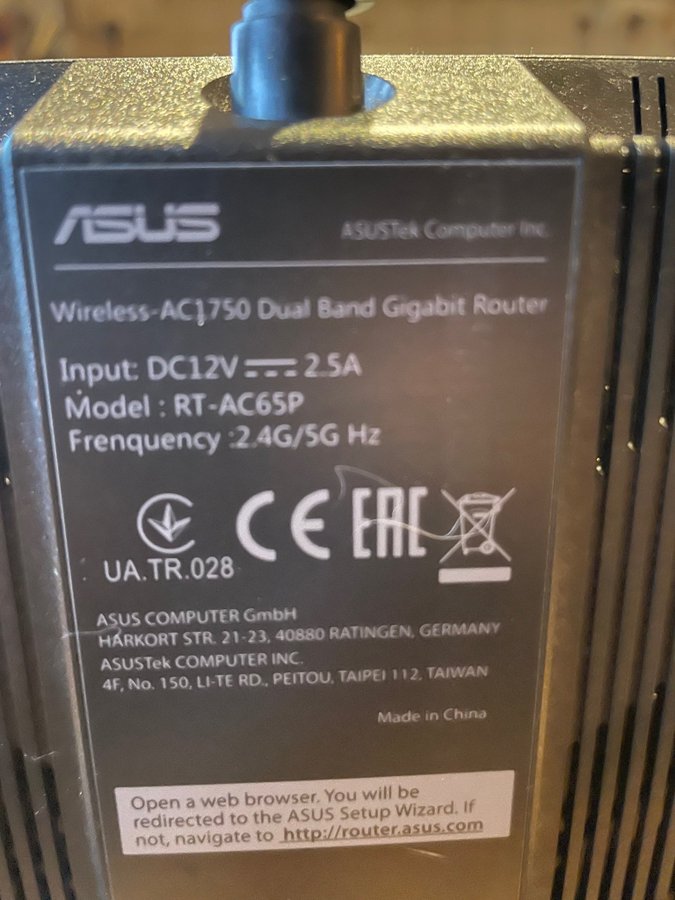 ASUS ASUSTek Computer Inc.
Wireless-AC1750 Dual Band Gigabit Router
Input: DC12V 2.5A
Model : RT-AC65P
Frenquency :2.4G/5G Hz
CE EAC
UA.TR.028
ASUS COMPUTER GmbH
HARKORT STR. 21-23, 40880 RATINGEN, GERMANY
ASUSTek COMPUTER INC.
4F, No. 150, LI-TE RD., PEITOU, TAIPEI 112, TAIWAN
Made in China
Open a web browser. You will be
redirected to the ASUS Setup Wizard. If
not, navigate to http://router.asus.com